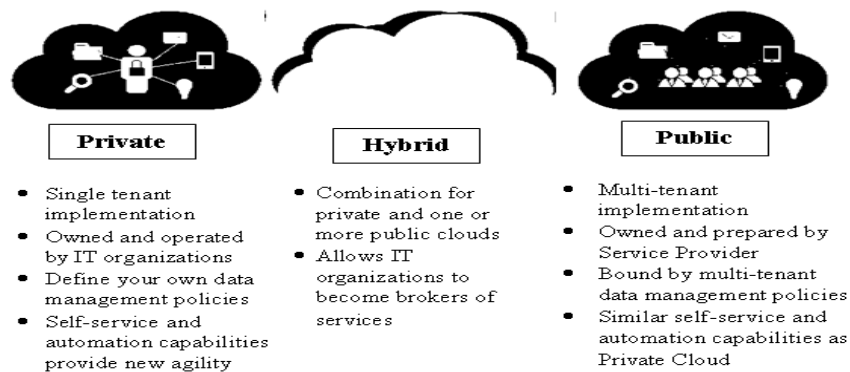 Private
• Single tenant
implementation
• Owned and operated
by IT organizations
• Define your own data
management policies
• Self-service and
automation capabilities
provide new agility
Hybrid
• Combination for
private and one or
more public clouds
• Allows IT
organizations to
become brokers of
services
Public
• Multi-tenant
implementation
• Owned and prepared by
Service Provider
• Bound by multi-tenant
data management policies
• Similar self-service and
automation capabilities as
Private Cloud